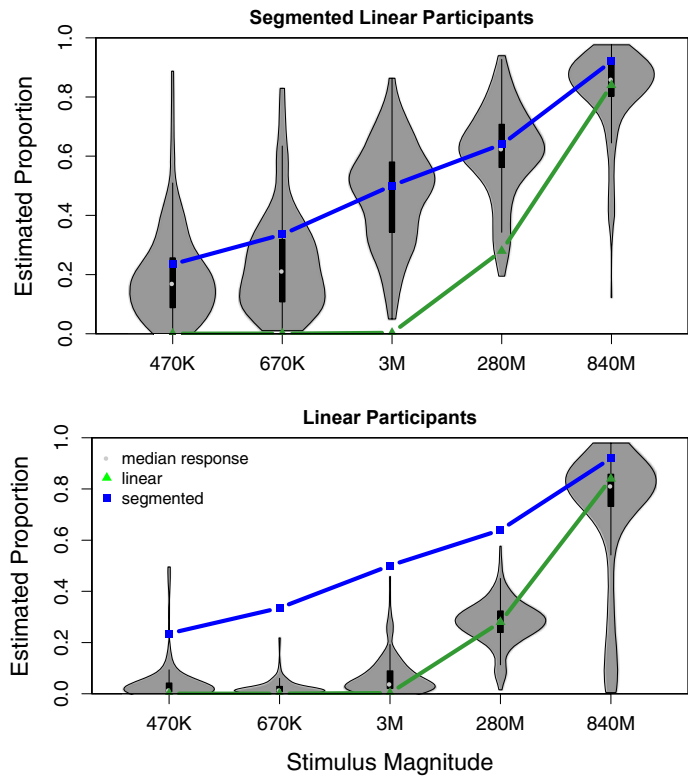 Segmented Linear Participants
Estimated Proportion
1.0
0.8
0.6
0.4
0.2
0.0
470K 670K 3M 280M 840M
Linear Participants
Estimated Proportion
1.0
0.8
0.6
0.4
0.2
0.0
median response
linear
segmented
470K 670K 3M 280M 840M
Stimulus Magnitude